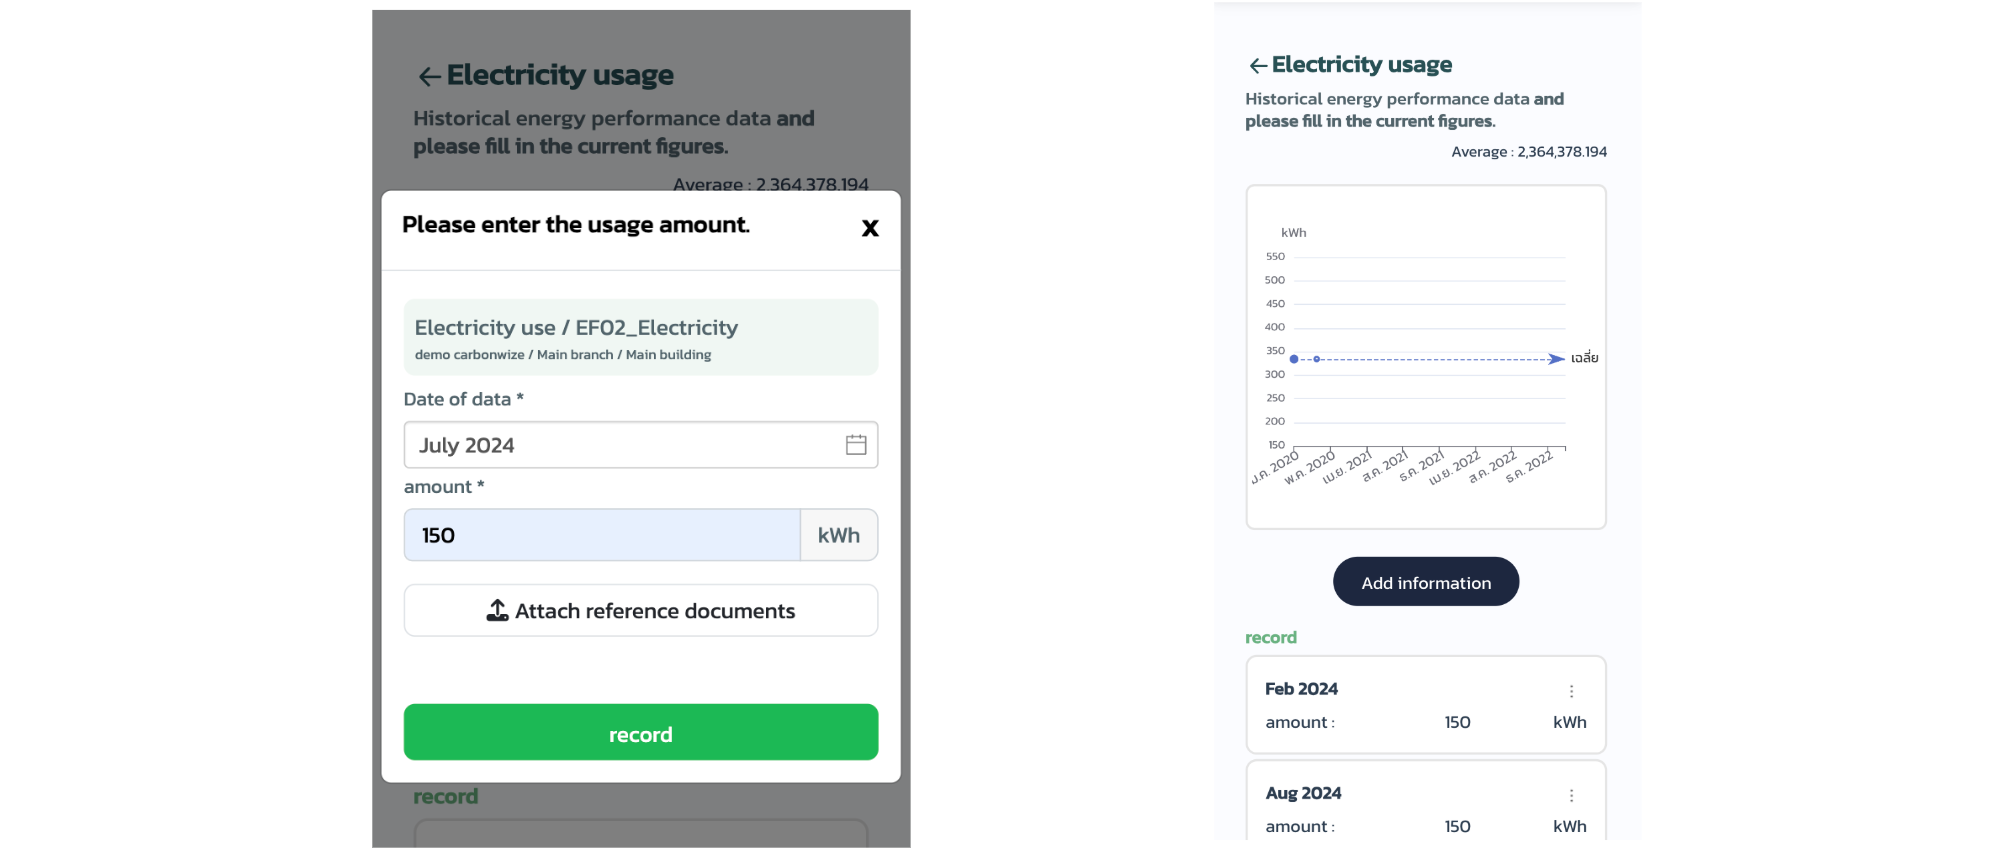 Electricity usage
Historical energy performance data and
please fill in the current figures.
Average : 2,364,378.194
Please enter the usage amount.
x
Electricity use / EF02_Electricity
demo carbonwize / Main branch / Main building
Date of data *
July 2024
amount *
150 kWh
Attach reference documents
record
record
Electricity usage
Historical energy performance data and
please fill in the current figures.
Average : 2,364,378.194
kWh
550
500
450
400
350
เฉลี่ย
300
250
200
150
ม.ค. 2020 พ.ค. 2020 เม.ย. 2021 ส.ค. 2021 ธ.ค. 2021 เม.ย. 2022 ส.ค. 2022 ธ.ค. 2022
Add information
record
Feb 2024
amount : 150 kWh
Aug 2024
amount : 150 kWh